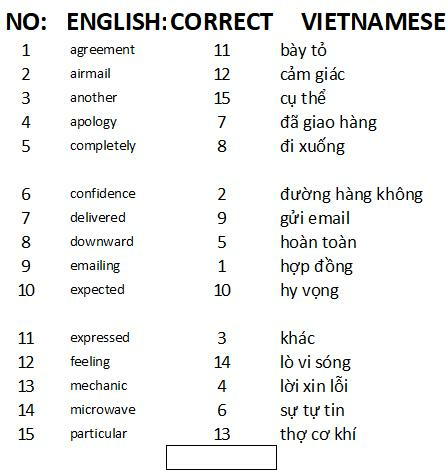 NO: ENGLISH: CORRECT VIETNAMESE
1 agreement 11 bày tỏ
2 airmail 12 cảm giác
3 another 15 cụ thể
4 apology 7 đã giao hàng
5 completely 8 đi xuống
6 confidence 2 đường hàng không
7 delivered 9 gửi email
8 downward 5 hoàn toàn
9 emailing 1 hợp đồng
10 expected 10 hy vọng
11 expressed 3 khác
12 feeling 14 lò vi sóng
13 mechanic 4 lời xin lỗi
14 microwave 6 sự tự tin
15 particular 13 thợ cơ khí